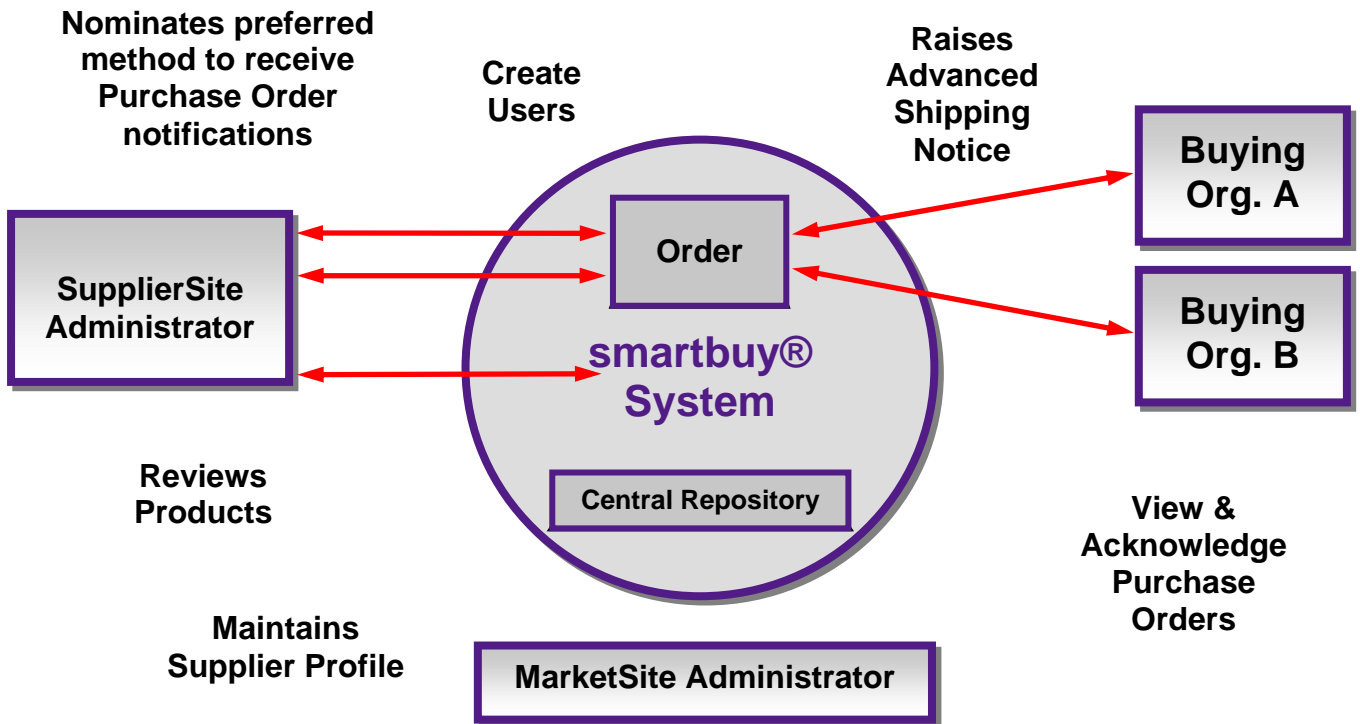 Nominates preferred
method to receive
Purchase Order
notifications
Create
Users
Raises
Advanced
Shipping
Notice
Buying
Org. A
Order
SupplierSite
Administrator
Buying
Org. B
smartbuy®
System
Reviews
Products
Central Repository
View &
Acknowledge
Purchase
Orders
Maintains
Supplier Profile
MarketSite Administrator